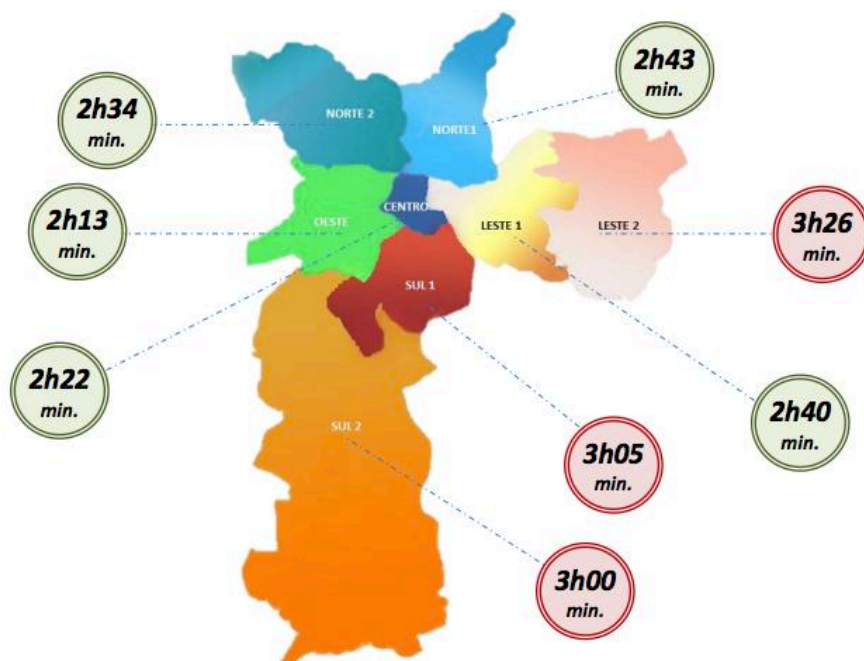 2h43
min.
2h34
min.
NORTE 2
NORTE1
2h13
min.
CENTRO
OESTE
LESTE 1
LESTE 2
3h26
min.
SUL 1
2h22
min.
2h40
min.
SUL 2
3h05
min.
3h00
min.